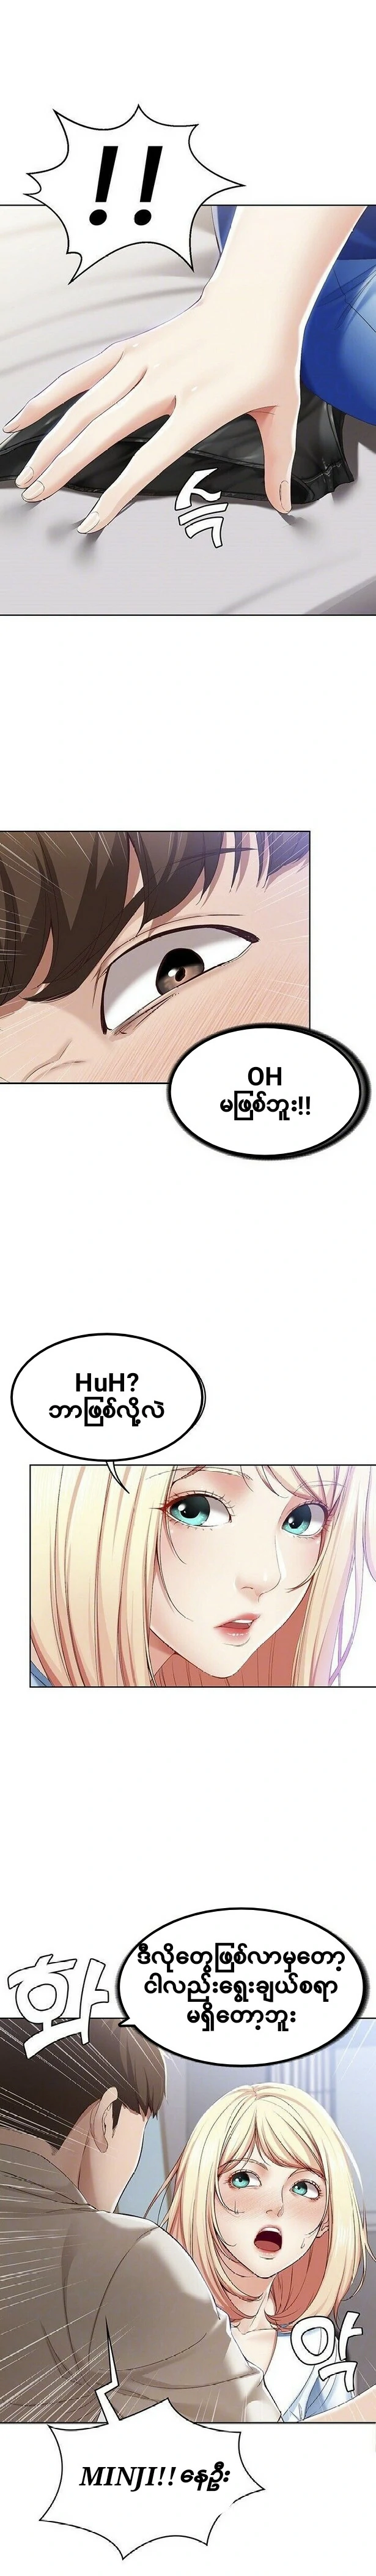 !!
슥
OH
မဖြစ်ဘူး!!
HuH?
ဘာဖြစ်လို့လဲ
ဒီလိုတွေဖြစ်လာမှတော့
ငါလည်းရွေးချယ်စရာ
မရှိတော့ဘူး
화
악
MINJI!! နေဦး